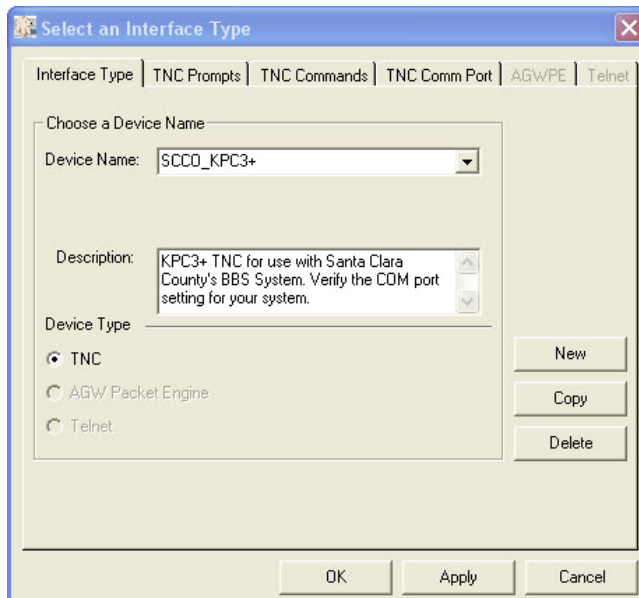 Select an Interface Type
Interface Type TNC Prompts TNC Commands TNC Comm Port AGWPE Telnet
Choose a Device Name
Device Name: SCCO_KPC3+
Description: KPC3+ TNC for use with Santa Clara
County's BBS System. Verify the COM port
setting for your system.
Device Type
TNC
AGW Packet Engine
Telnet
New
Copy
Delete
OK Apply Cancel